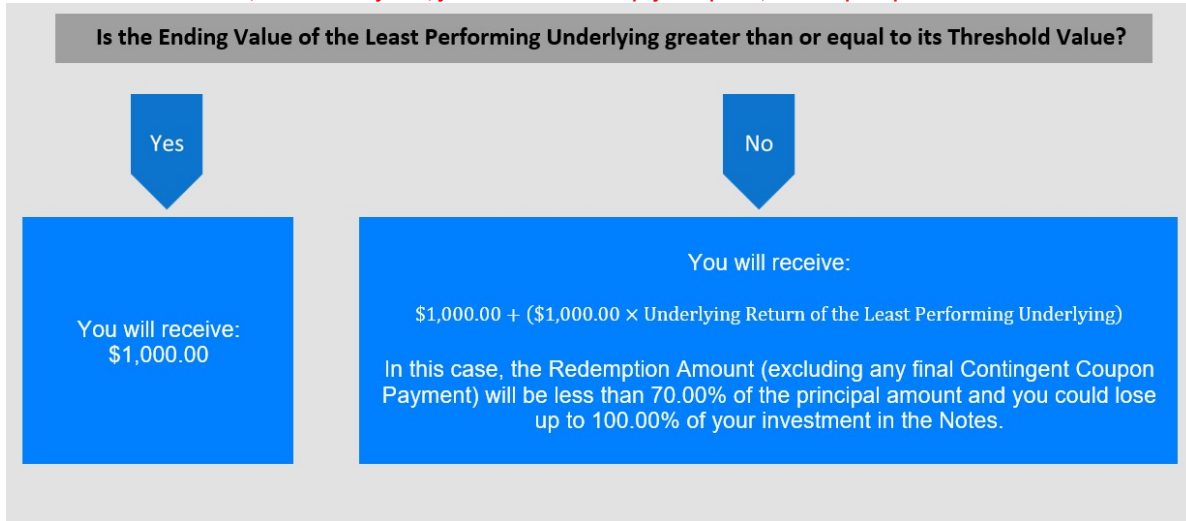 Is the Ending Value of the Least Performing Underlying greater than or equal to its Threshold Value?
Yes
No
You will receive:
$1,000.00
You will receive:
$1,000.00 + ($1,000.00 × Underlying Return of the Least Performing Underlying)
In this case, the Redemption Amount (excluding any final Contingent Coupon
Payment) will be less than 70.00% of the principal amount and you could lose
up to 100.00% of your investment in the Notes.